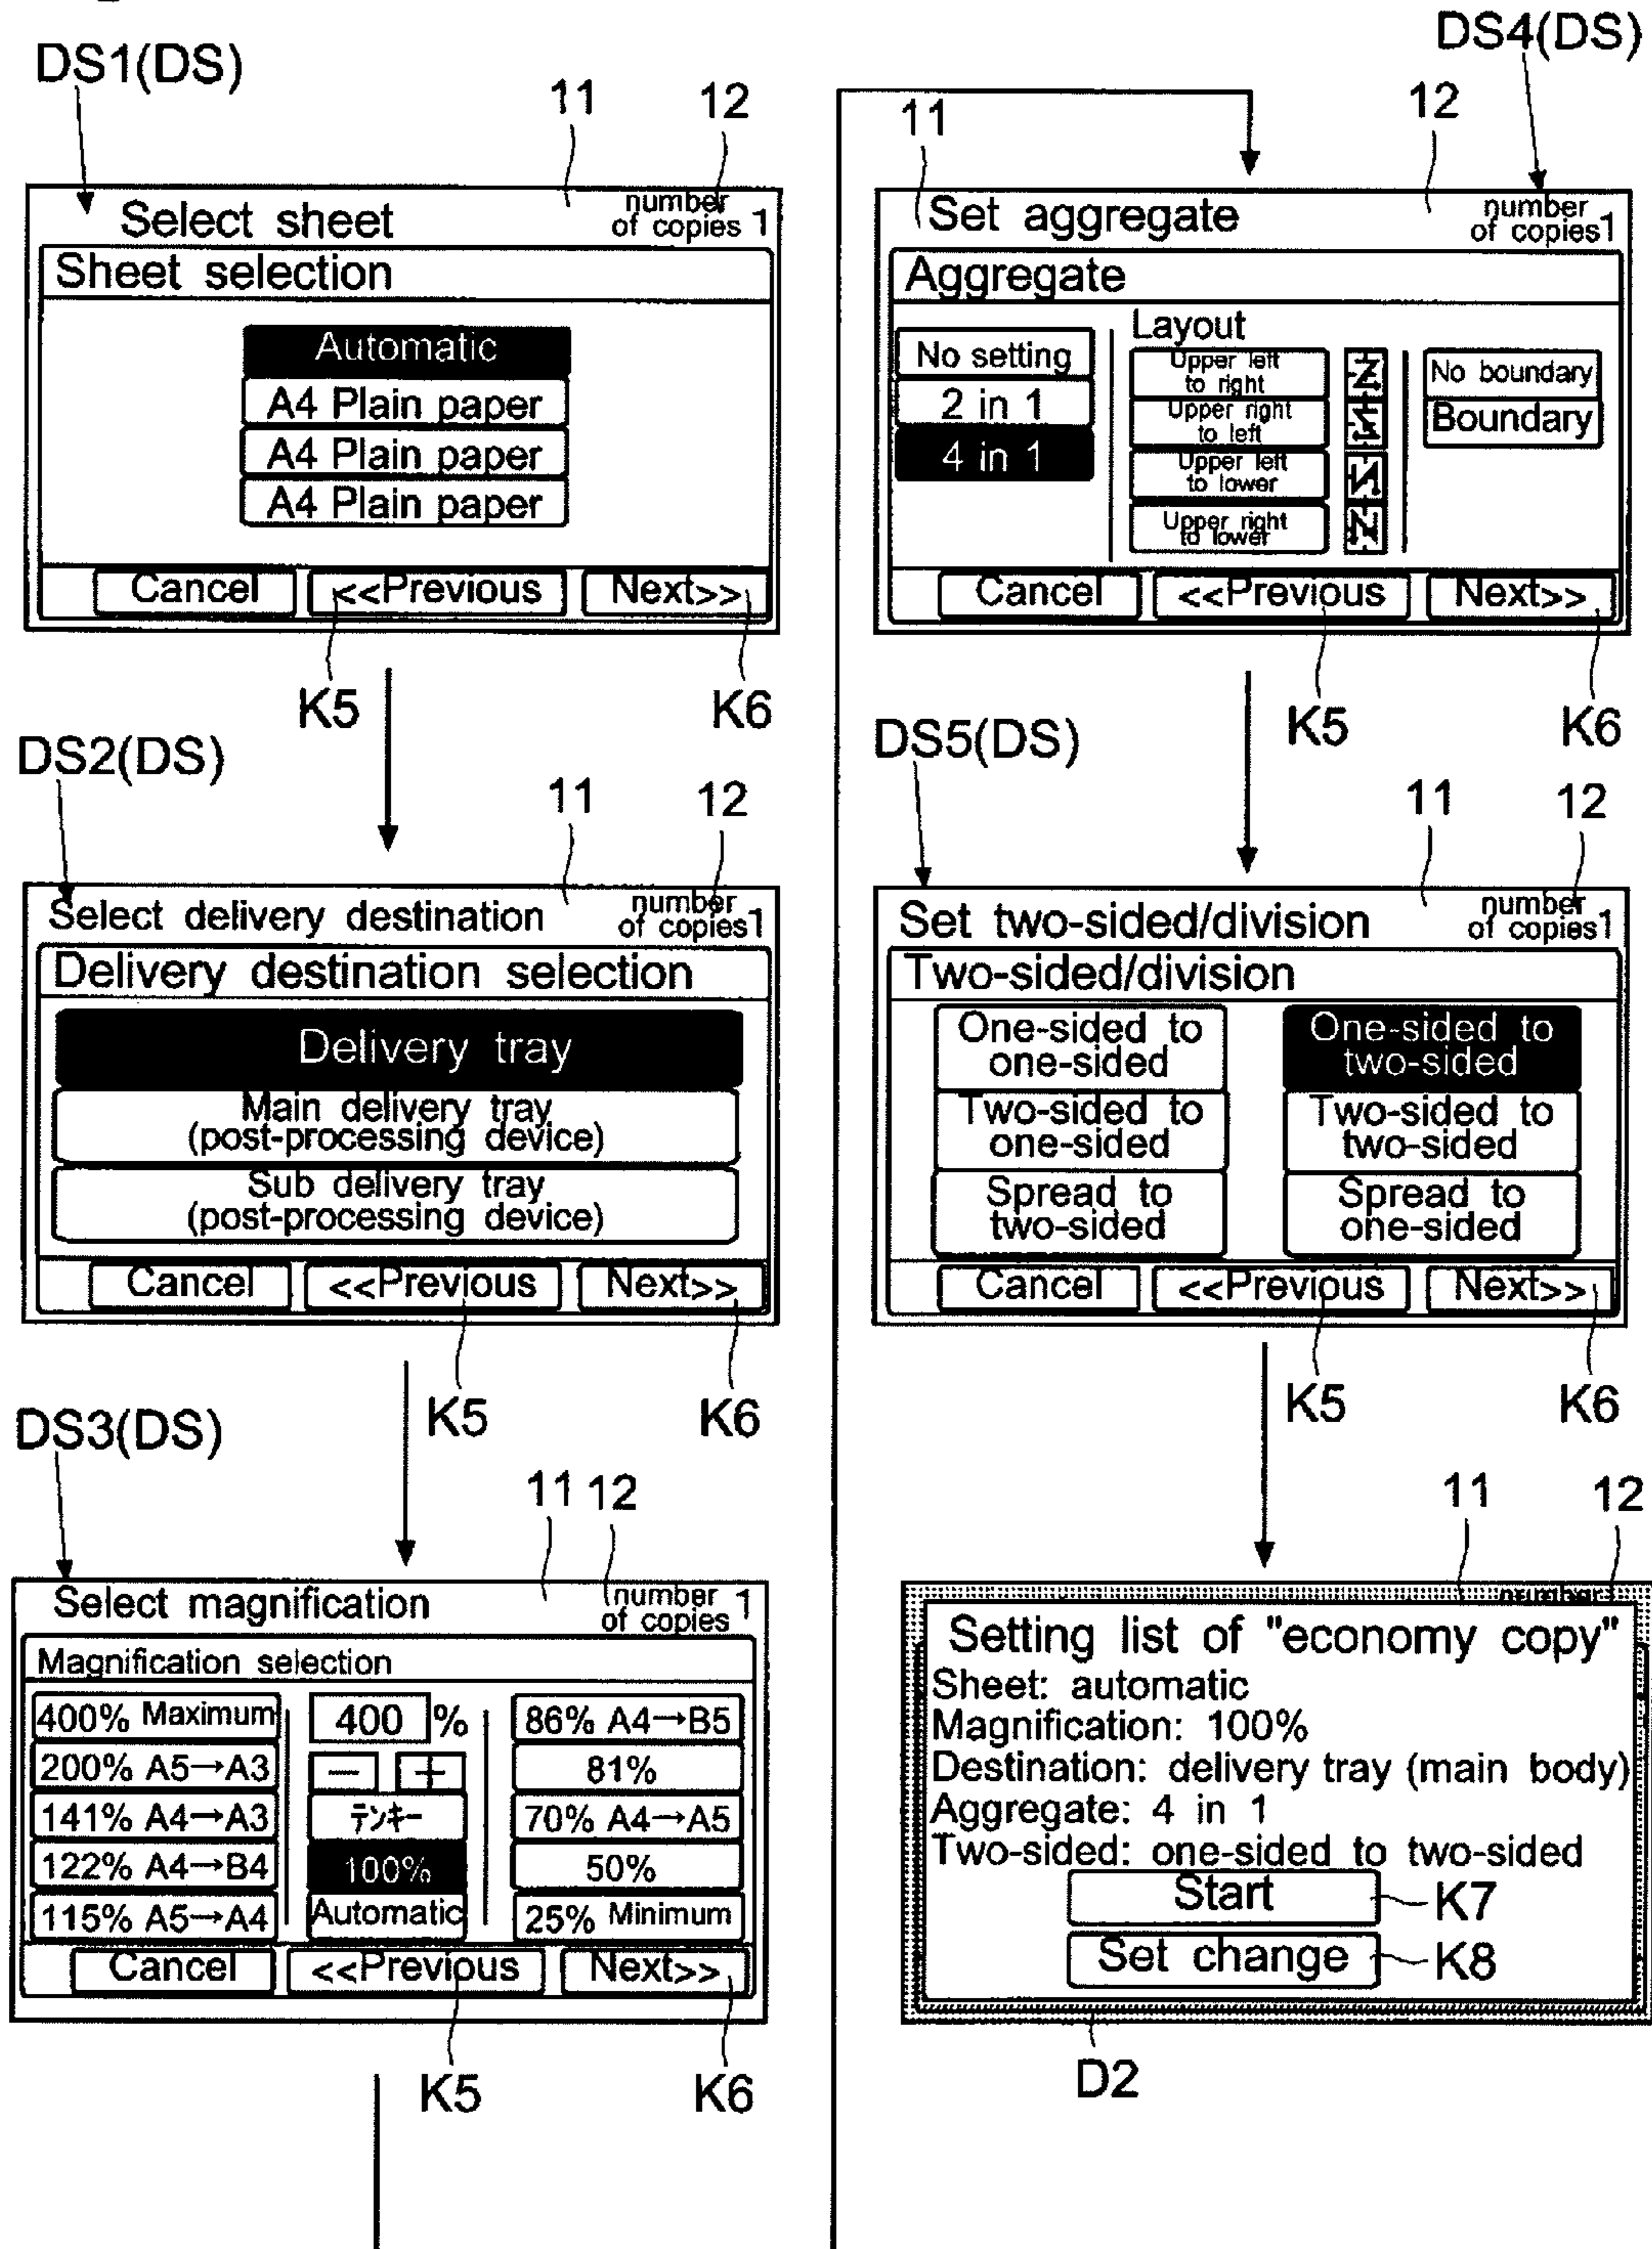 DS1(DS)
11
12
Select sheet
number
of copies 1
Sheet selection
Automatic
A4 Plain paper
A4 Plain paper
A4 Plain paper
Cancel
<<Previous
Next>>
K5
K6
DS2(DS)
11
12
Select delivery destination
number
of copies1
Delivery destination selection
Delivery tray
Main delivery tray
(post-processing device)
Sub delivery tray
(post-processing device)
Cancel
<<Previous
Next>>
K5
K6
DS3(DS)
11
12
Select magnification
number 1
of copies
Magnification selection
400% Maximum
200% A5→A3
141% A4→A3
122% A4→B4
115% A5→A4
400 %
−
+
テンキー
100%
Automatic
86% A4→B5
81%
70% A4→A5
50%
25% Minimum
Cancel
<<Previous
Next>>
K5
K6
DS4(DS)
11
12
Set aggregate
number
of copies1
Aggregate
No setting
2 in 1
4 in 1
Layout
Upper left
to right
Upper right
to left
Upper left
to lower
Upper right
to lower
No boundary
Boundary
Cancel
<<Previous
Next>>
K5
K6
DS5(DS)
11
12
Set two-sided/division
number
of copies1
Two-sided/division
One-sided to
one-sided
One-sided to
two-sided
Two-sided to
one-sided
Two-sided to
two-sided
Spread to
two-sided
Spread to
one-sided
Cancel
<<Previous
Next>>
K5
K6
11
12
number
Setting list of "economy copy"
Sheet: automatic
Magnification: 100%
Destination: delivery tray (main body)
Aggregate: 4 in 1
Two-sided: one-sided to two-sided
Start
K7
Set change
K8
D2